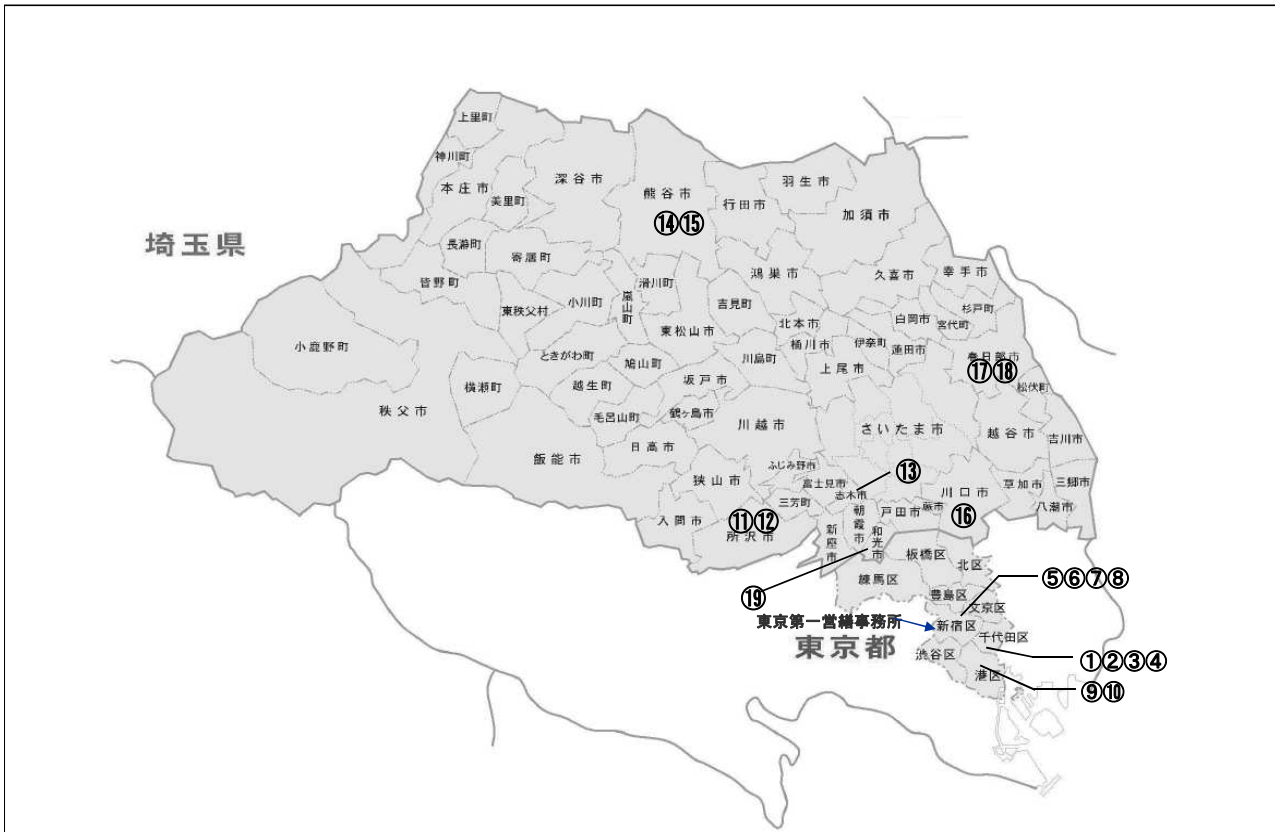 上里町
神川町
本庄市
美里町
深谷市
熊谷市
⑭⑮
行田市
羽生市
加須市
埼玉県
長瀞町
寄居町
皆野町
東秩父村
小川町
嵐山町
滑川町
吉見町
鴻巣市
久喜市
幸手市
杉戸町
宮代町
白岡市
北本市
東松山市
桶川市
伊奈町
蓮田市
春日部市
⑰⑱
松伏町
小鹿野町
ときがわ町
鳩山町
川島町
上尾市
横瀬町
越生町
坂戸市
秩父市
毛呂山町
鶴ヶ島市
川越市
さいたま市
越谷市
吉川市
飯能市
日高市
ふじみ野市
狭山市
富士見市
志木市
⑬
三芳町
川口市
⑯
草加市
三郷市
八潮市
入間市
⑪⑫
所沢市
新座市
朝霞市
和光市
戸田市
蕨市
板橋区
北区
練馬区
⑲
豊島区
文京区
⑤⑥⑦⑧
東京第一営繕事務所
新宿区
千代田区
東京都
渋谷区
①②③④
港区
⑨⑩